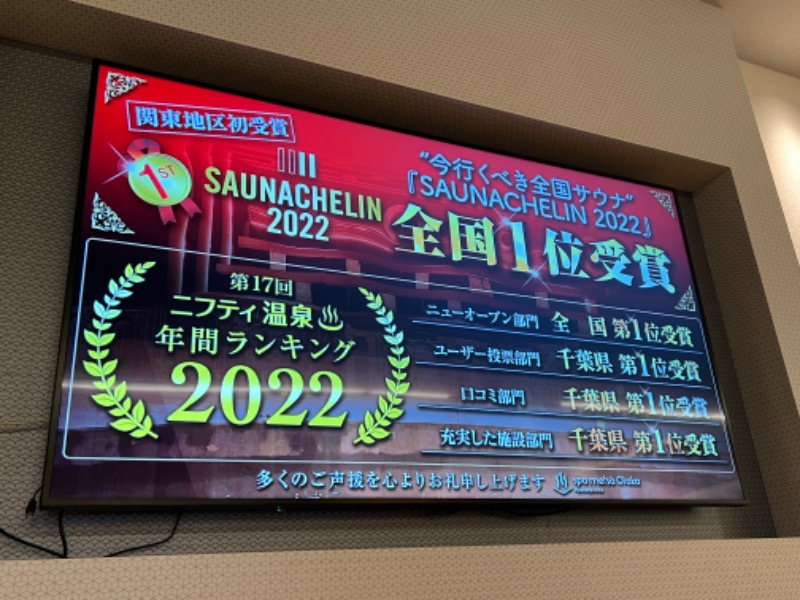 関東地区初受賞
1ST
SAUNACHELIN
2022
"今行くべき全国サウナ"
『SAUNACHELIN 2022』
全国1位受賞
第17回
ニフティ温泉
年間ランキング
2022
ニューオープン部門 全 国 第1位受賞
ユーザー投票部門 千葉県 第1位受賞
口コミ部門 千葉県 第1位受賞
充実した施設部門 千葉県 第1位受賞
多くのご声援を心よりお礼申し上げます
spa metsä Otaka